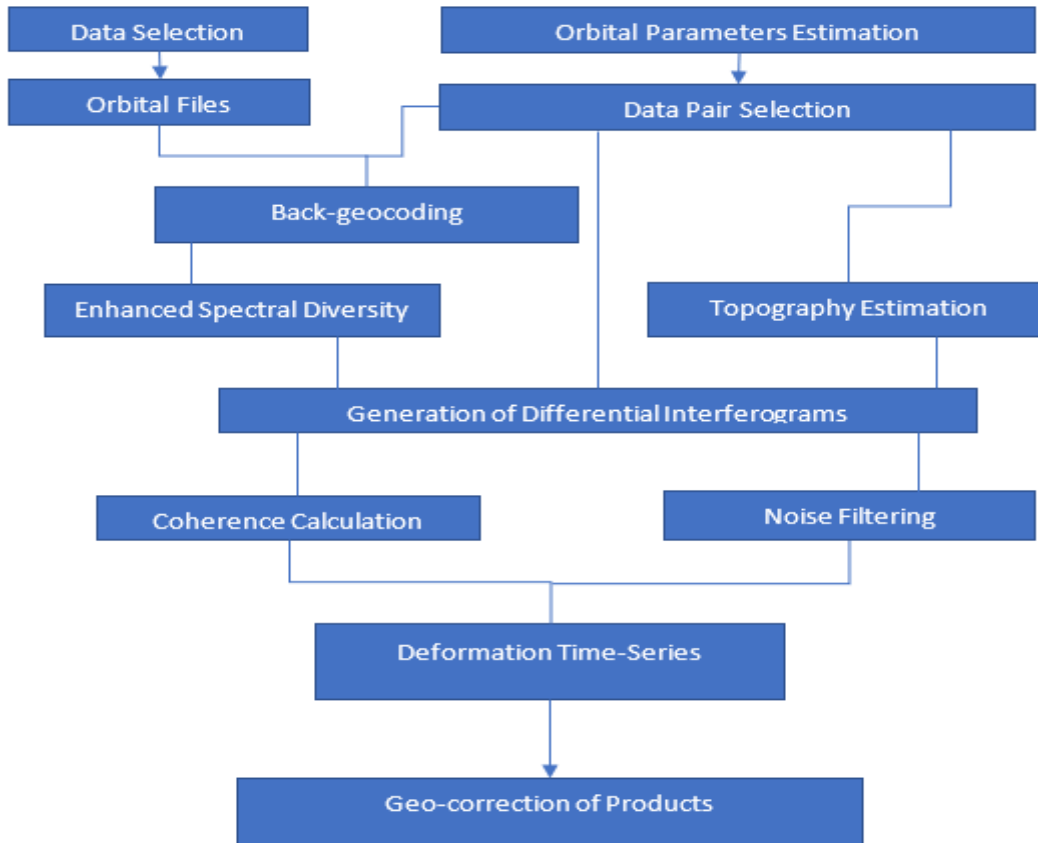 Data Selection
Orbital Parameters Estimation
Orbital Files
Data Pair Selection
Back-geocoding
Enhanced Spectral Diversity
Topography Estimation
Generation of Differential Interferograms
Coherence Calculation
Noise Filtering
Deformation Time-Series
Geo-correction of Products